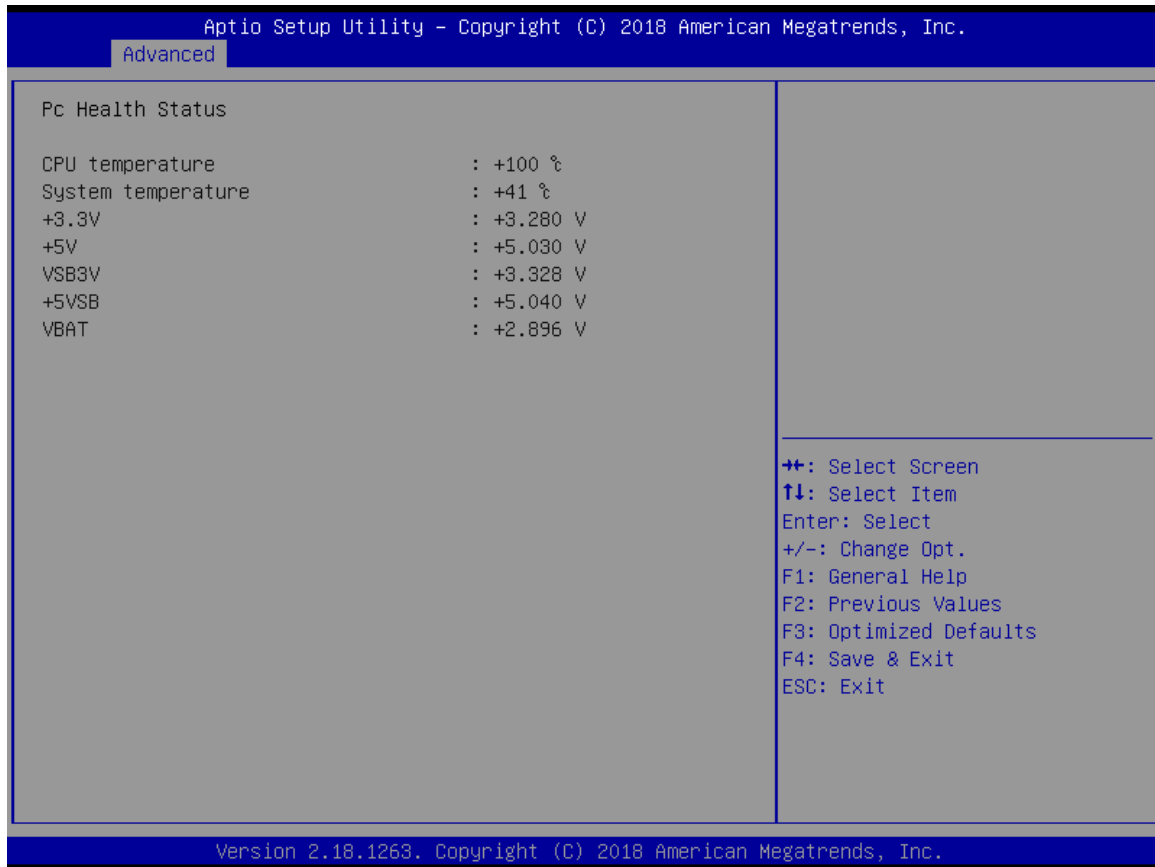 Aptio Setup Utility – Copyright (C) 2018 American Megatrends, Inc.
Advanced
Pc Health Status
CPU temperature : +100 ℃
System temperature : +41 ℃
+3.3V : +3.280 V
+5V : +5.030 V
VSB3V : +3.328 V
+5VSB : +5.040 V
VBAT : +2.896 V
→←: Select Screen
↑↓: Select Item
Enter: Select
+/-: Change Opt.
F1: General Help
F2: Previous Values
F3: Optimized Defaults
F4: Save & Exit
ESC: Exit
Version 2.18.1263. Copyright (C) 2018 American Megatrends, Inc.